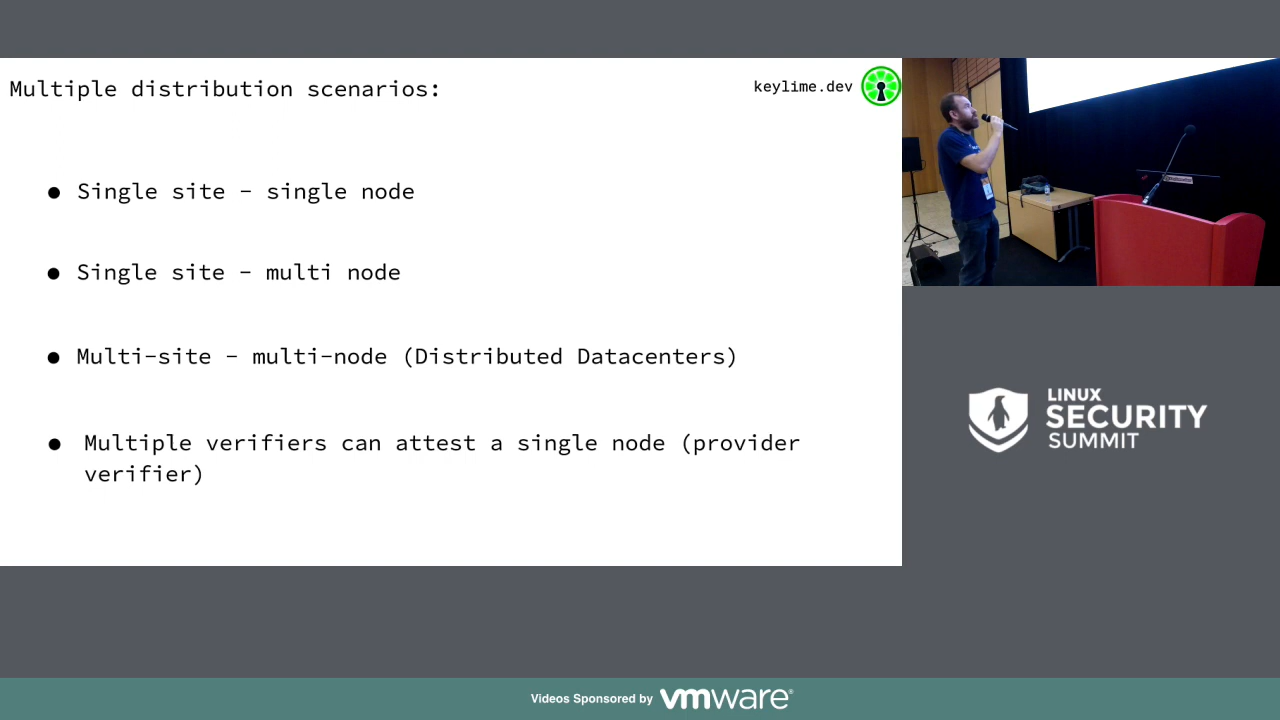 Multiple distribution scenarios:
keylime.dev
● Single site - single node
● Single site - multi node
● Multi-site - multi-node (Distributed Datacenters)
● Multiple verifiers can attest a single node (provider
verifier)
LINUX
SECURITY
SUMMIT
Videos Sponsored by vmware®